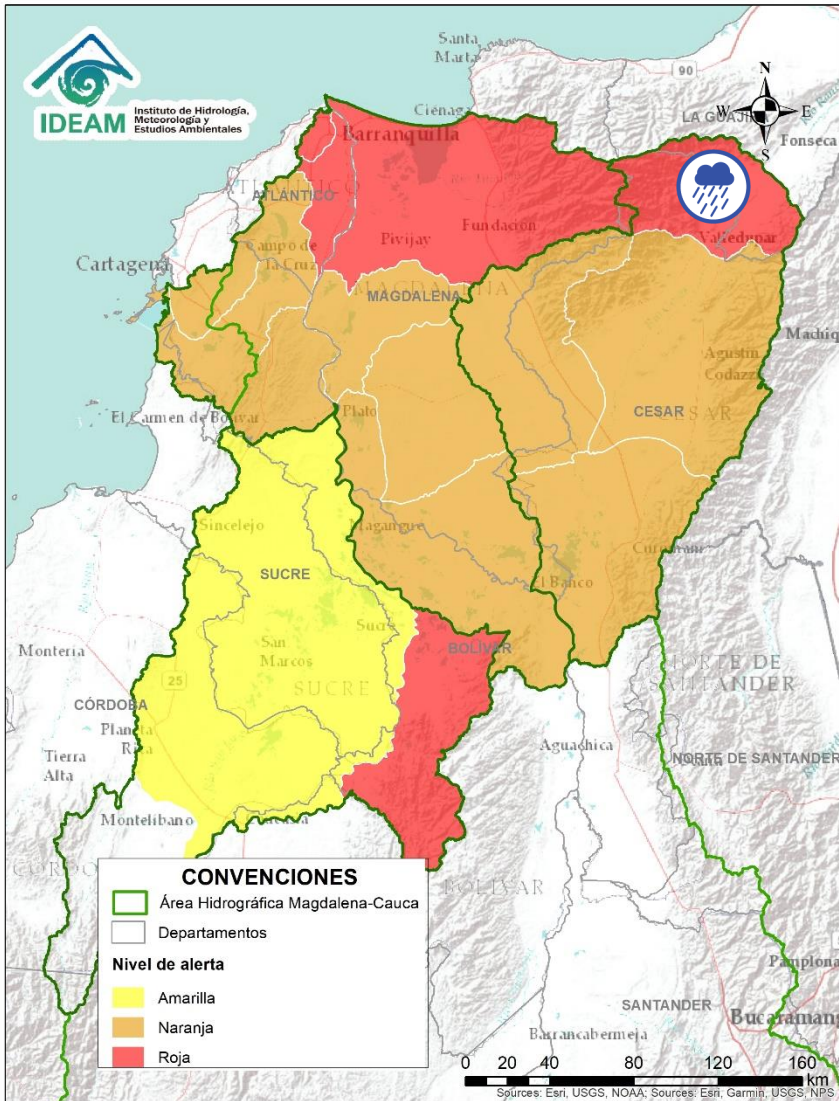 IDEAM
Instituto de Hidrología,
Meteorología y
Estudios Ambientales
Santa
Marta
90
N
W
E
S
LA GUAJIRA
Fonseca
Ciénaga
Barranquilla
ATLÁNTICO
Valledupar
Pivijay
Fundación
Campo de
la Cruz
Cartagena
MAGDALENA
Machiq
Agustín
Codazzi
CESAR
El Carmen de Bolívar
Plato
Sincelejo
Magangué
SUCRE
El Banco
Sucre
San
Marcos
SUCRE
BOLÍVAR
Montería
25
CÓRDOBA
Planeta
Rica
Tierra
Alta
Aguachica
NORTE DE
SANTANDER
NORTE DE SANTANDER
Montelíbano
BOLÍVAR
CONVENCIONES
Área Hidrográfica Magdalena-Cauca
Departamentos
Nivel de alerta
Amarilla
Naranja
Roja
Pamplona
SANTANDER
Bucaramang
Barrancabermeja
0 20 40 80 120 160
km
Sources: Esri, USGS, NOAA; Sources: Esri, Garmin, USGS, NPS